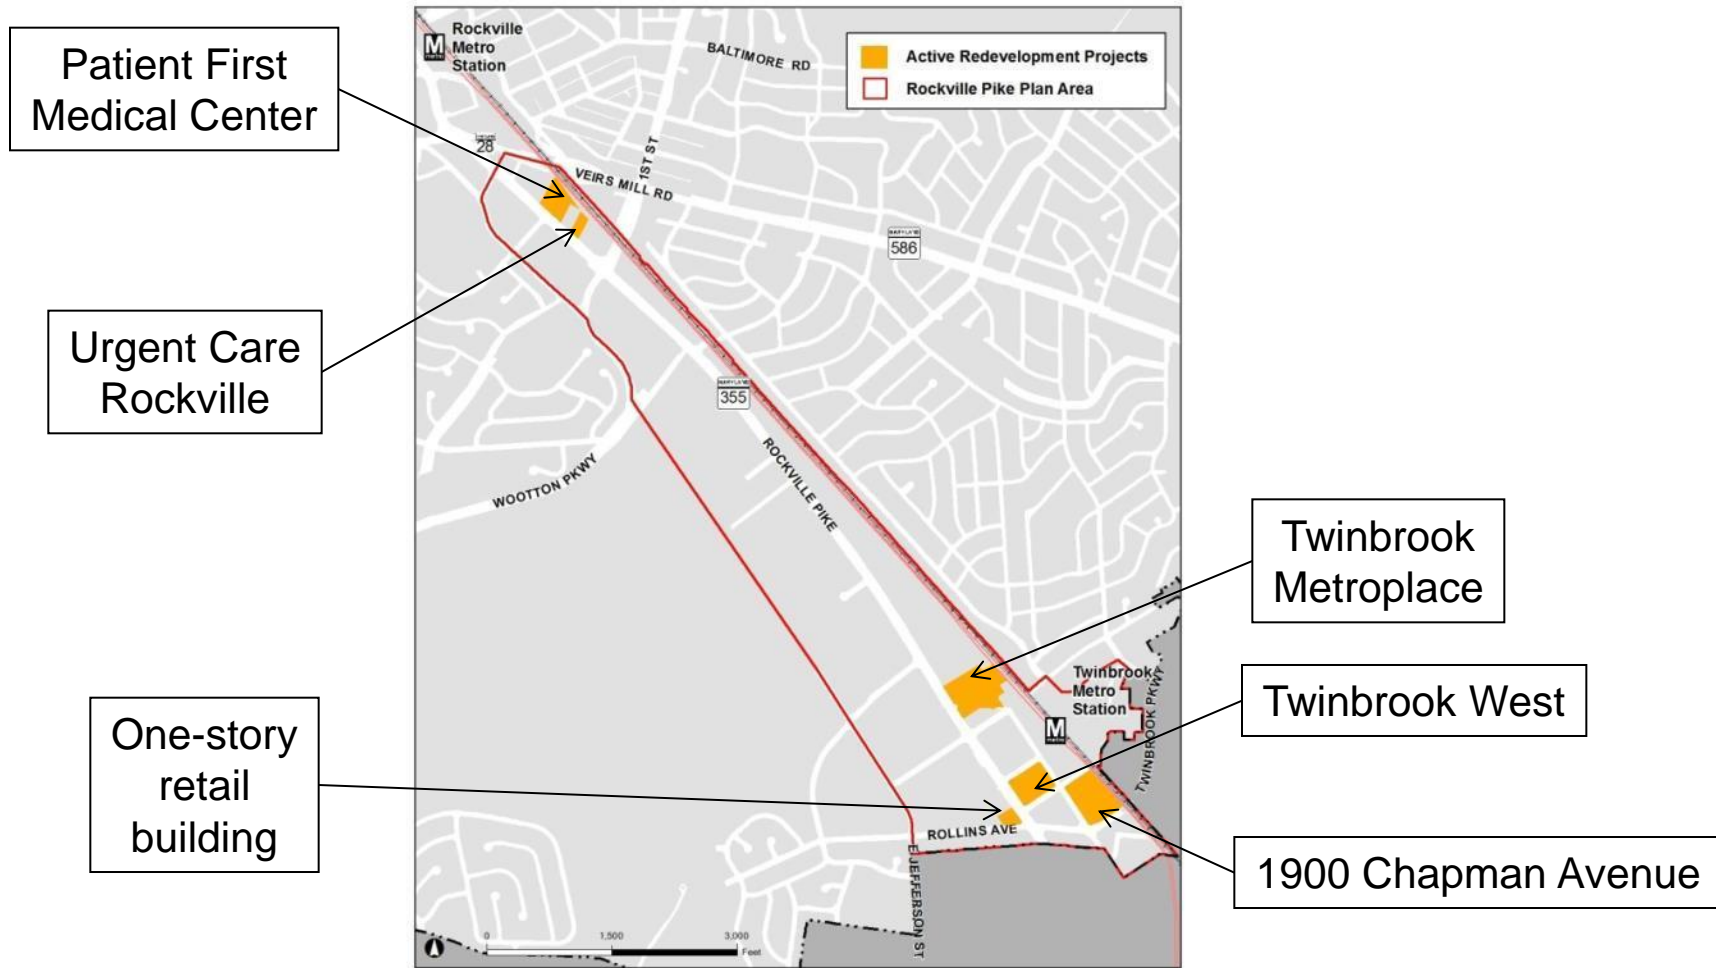 Patient First
Medical Center
Urgent Care
Rockville
One-story
retail
building
Rockville
Metro
Station
M
BALTIMORE RD
Active Redevelopment Projects
Rockville Pike Plan Area
28
1ST ST
VEIRS MILL RD
MARYLAND
586
MARYLAND
355
ROCKVILLE PIKE
WOOTTON PKWY
Twinbrook
Metro
Station
M
TWINBROOK PKWY
ROLLINS AVE
E JEFFERSON ST
0 1,500 3,000
Feet
Twinbrook
Metroplace
Twinbrook West
1900 Chapman Avenue